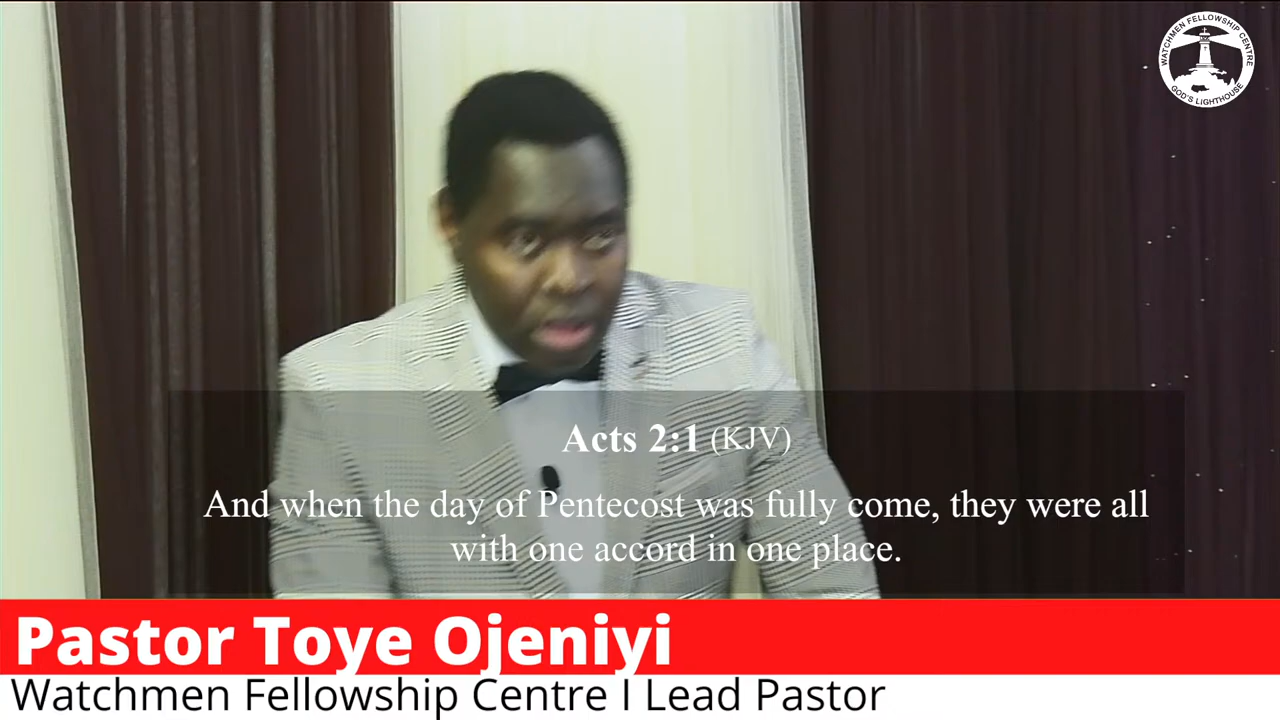 WATCHMEN FELLOWSHIP CENTRE
GOD'S LIGHTHOUSE
Acts 2:1 (KJV)
And when the day of Pentecost was fully come, they were all
with one accord in one place.
Pastor Toye Ojeniyi
Watchmen Fellowship Centre I Lead Pastor